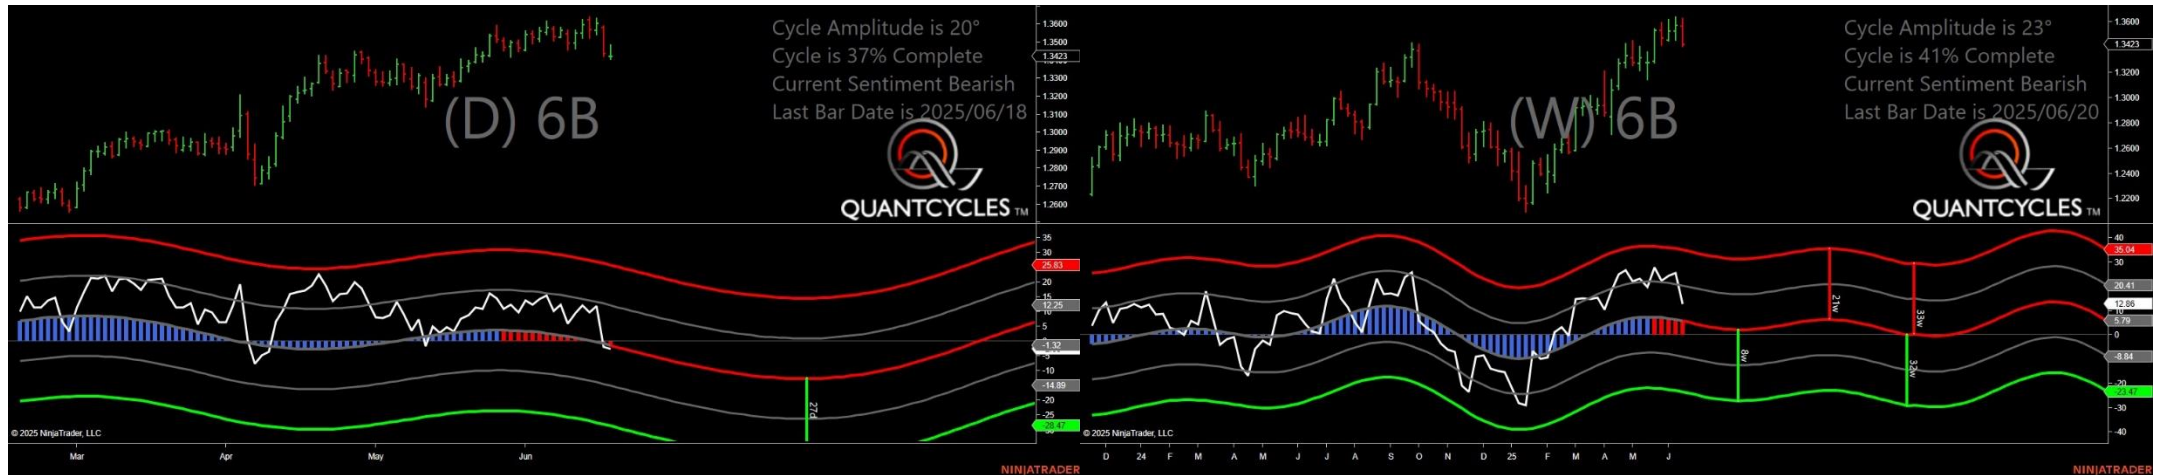 Cycle Amplitude is 20°
Cycle is 37% Complete
Current Sentiment Bearish
Last Bar Date is 2025/06/18
(D) 6B
QUANTCYCLES TM
1.3600
1.3500
1.3423
1.3300
1.3200
1.3100
1.3000
1.2900
1.2800
1.2700
1.2600
35
30
25.83
20
15
12.25
5
-1.32
-5
-10
-14.89
-20
-25
-28.47
27d
© 2025 NinjaTrader, LLC
Mar
Apr
May
Jun
NINJATRADER
Cycle Amplitude is 23°
Cycle is 41% Complete
Current Sentiment Bearish
Last Bar Date is 2025/06/20
(W) 6B
QUANTCYCLES TM
1.3600
1.3423
1.3200
1.3000
1.2800
1.2600
1.2400
1.2200
40
35.04
30
20.41
12.86
5.79
0
-8.84
-20
-23.47
-30
-40
21w
33w
8w
32w
© 2025 NinjaTrader, LLC
D 24 F M A M J A S O N D 25 F M A M J
NINJATRADER